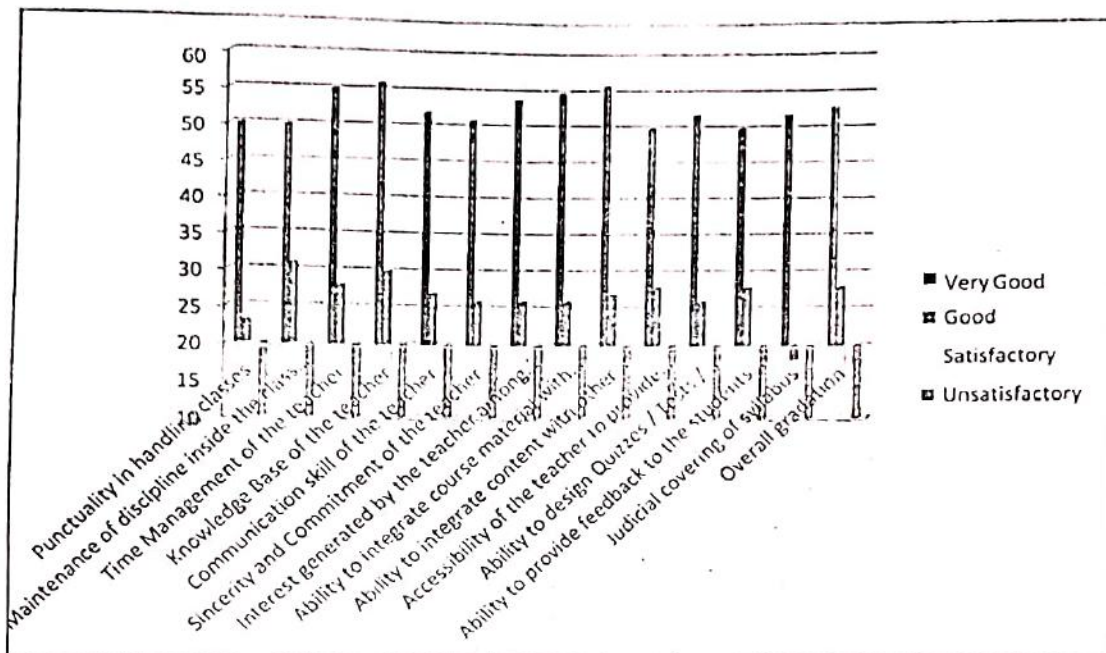 60
55
50
45
40
35
30
25
20
15
10
Punctuality in handling classes
Maintenance of discipline inside the class
Time Management of the teacher
Knowledge Base of the teacher
Communication skill of the teacher
Sincerity and Commitment of the teacher
Interest generated by the teacher among.
Ability to integrate course material with..
Ability to integrate content with other
Accessibility of the teacher to provide..
Ability to design Quizzes / Tests /
Ability to provide feedback to the students
Judicial covering of Syllabus
Overall gradation
Very Good
Good
Satisfactory
Unsatisfactory